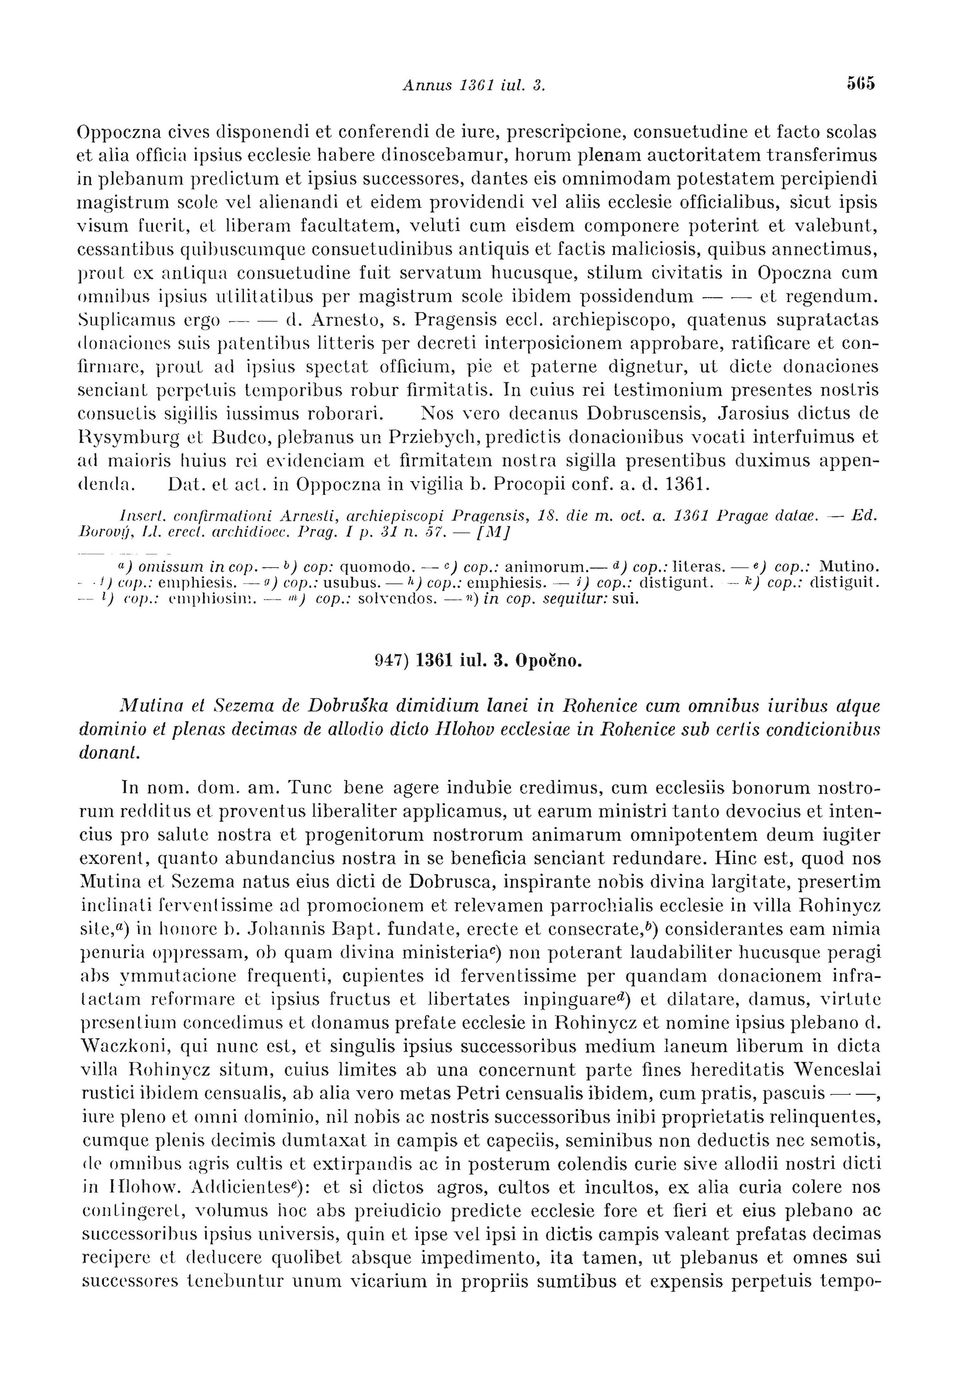 Annus 1361 iul. 3. 565
Oppoczna cives disponendi et conferendi de iure, prescripcione, consuetudine et facto scolas
et alia officia ipsius ecclesie habere dinoscebamur, horum plenam auctoritatem transferimus
in plebanum predictum et ipsius successores, dantes eis omnimodam potestatem percipiendi
magistrum scole vel alienandi et eidem providendi vel aliis ecclesie officialibus, sicut ipsis
visum fuerit, et liberam facultatem, veluti cum eisdem componere poterint et valebunt,
cessantibus quibuscumque consuetudinibus antiquis et factis maliciosis, quibus annectimus,
prout ex antiqua consuetudine fuit servatum hucusque, stilum civitatis in Opoczna cum
omnibus ipsius utilitatibus per magistrum scole ibidem possidendum — — et regendum.
Suplicamus ergo — — d. Arnesto, s. Pragensis eccl. archiepiscopo, quatenus supratactas
donaciones suis patentibus litteris per decreti interposicionem approbare, ratificare et con-
firmare, prout ad ipsius spectat officium, pie et paterne dignetur, ut dicte donaciones
senciant perpetuis temporibus robur firmitatis. In cuius rei testimonium presentes nostris
consuetis sigillis iussimus roborari. Nos vero decanus Dobruscensis, Jarosius dictus de
Rysymburg et Budco, plebanus un Prziebych, predictis donacionibus vocati interfuimus et
ad maioris huius rei evidenciam et firmitatem nostra sigilla presentibus duximus appen-
denda. Dat. et act. in Oppoczna in vigilia b. Procopii conf. a. d. 1361.
Insert. confirmationi Arnesti, archiepiscopi Pragensis, 18. die m. oct. a. 1361 Pragae datae. — Ed.
Borový, Ll. erect. archidioec. Prag. I p. 31 n. 57. — [M]
a) omissum in cop. — b) cop: quomodo. — c) cop.: animorum. — d) cop.: literas. — e) cop.: Mutino.
— f) cop.: emphiesis. — g) cop.: usubus. — h) cop.: emphiesis. — i) cop.: distigunt. — k) cop.: distiguit.
— l) cop.: emphiosim. — m) cop.: solvendos. — n) in cop. sequitur: sui.
947) 1361 iul. 3. Opočno.
Mutina et Sezema de Dobruška dimidium lanei in Rohenice cum omnibus iuribus atque
dominio et plenas decimas de allodio dicto Hlohov ecclesiae in Rohenice sub certis condicionibus
donant.
In nom. dom. am. Tunc bene agere indubie credimus, cum ecclesiis bonorum nostro-
rum redditus et proventus liberaliter applicamus, ut earum ministri tanto devocius et inten-
cius pro salute nostra et progenitorum nostrorum animarum omnipotentem deum iugiter
exorent, quanto abundancius nostra in se beneficia senciant redundare. Hinc est, quod nos
Mutina et Sezema natus eius dicti de Dobrusca, inspirante nobis divina largitate, presertim
inclinati ferventissime ad promocionem et relevamen parrochialis ecclesie in villa Rohinycz
site,a) in honore b. Johannis Bapt. fundate, erecte et consecrate,b) considerantes eam nimia
penuria oppressam, ob quam divina ministeriac) non poterant laudabiliter hucusque peragi
abs ymmutacione frequenti, cupientes id ferventissime per quandam donacionem infra-
tactam reformare et ipsius fructus et libertates inpinguared) et dilatare, damus, virtute
presentium concedimus et donamus prefate ecclesie in Rohinycz et nomine ipsius plebano d.
Waczkoni, qui nunc est, et singulis ipsius successoribus medium laneum liberum in dicta
villa Rohinycz situm, cuius limites ab una concernunt parte fines hereditatis Wenceslai
rustici ibidem censualis, ab alia vero metas Petri censualis ibidem, cum pratis, pascuis — —,
iure pleno et omni dominio, nil nobis ac nostris successoribus inibi proprietatis relinquentes,
cumque plenis decimis dumtaxat in campis et capeciis, seminibus non deductis nec semotis,
de omnibus agris cultis et extirpandis ac in posterum colendis curie sive allodii nostri dicti
in Hlohow. Addicientese): et si dictos agros, cultos et incultos, ex alia curia colere nos
contingeret, volumus hoc abs preiudicio predicte ecclesie fore et fieri et eius plebano ac
successoribus ipsius universis, quin et ipse vel ipsi in dictis campis valeant prefatas decimas
recipere et deducere quolibet absque impedimento, ita tamen, ut plebanus et omnes sui
successores tenebuntur unum vicarium in propriis sumtibus et expensis perpetuis tempo-